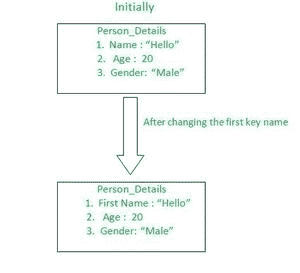 Initially
Person_Details
1. Name : “Hello”
2. Age : 20
3. Gender: “Male”
After changing the first key name
Person_Details
1. First Name : “Hello”
2. Age : 20
3. Gender: “Male”